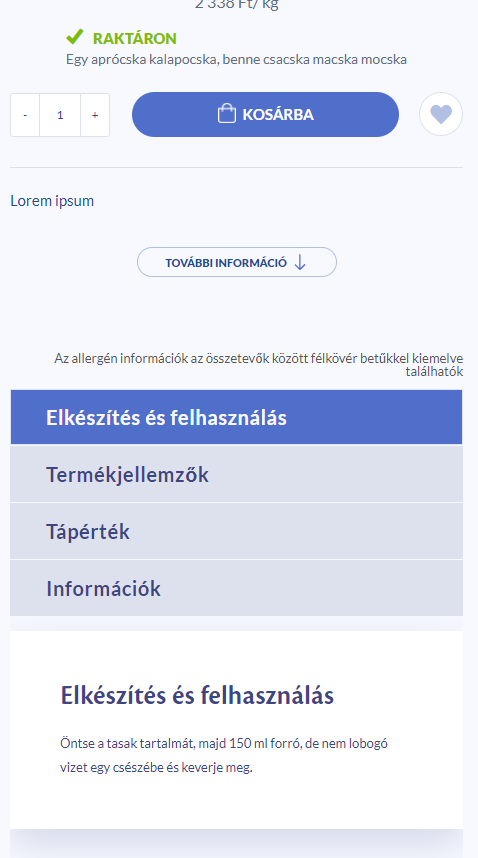 2 338 Ft/ kg
RAKTÁRON
Egy aprócska kalapocska, benne csacska macska mocska
- 1 +
KOSÁRBA
Lorem ipsum
TOVÁBBI INFORMÁCIÓ
Az allergén információk az összetevők között félkövér betűkkel kiemelve
találhatók
Elkészítés és felhasználás
Termékjellemzők
Tápérték
Információk
Elkészítés és felhasználás
Öntse a tasak tartalmát, majd 150 ml forró, de nem lobogó
vizet egy csészébe és keverje meg.